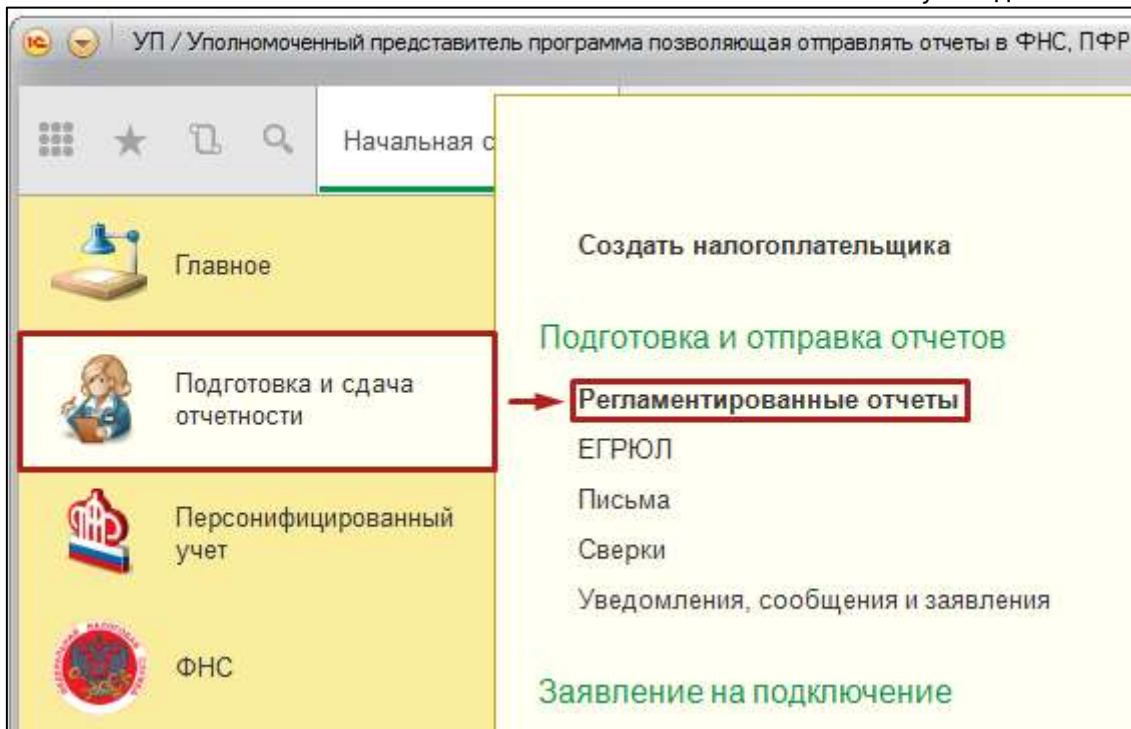 УП / Уполномоченный представитель программа позволяющая отправлять отчеты в ФНС, ПФР
Начальная с
Главное
Подготовка и сдача
отчетности
Персонифицированный
учет
ФНС
Создать налогоплательщика
Подготовка и отправка отчетов
Регламентированные отчеты
ЕГРЮЛ
Письма
Сверки
Уведомления, сообщения и заявления
Заявление на подключение